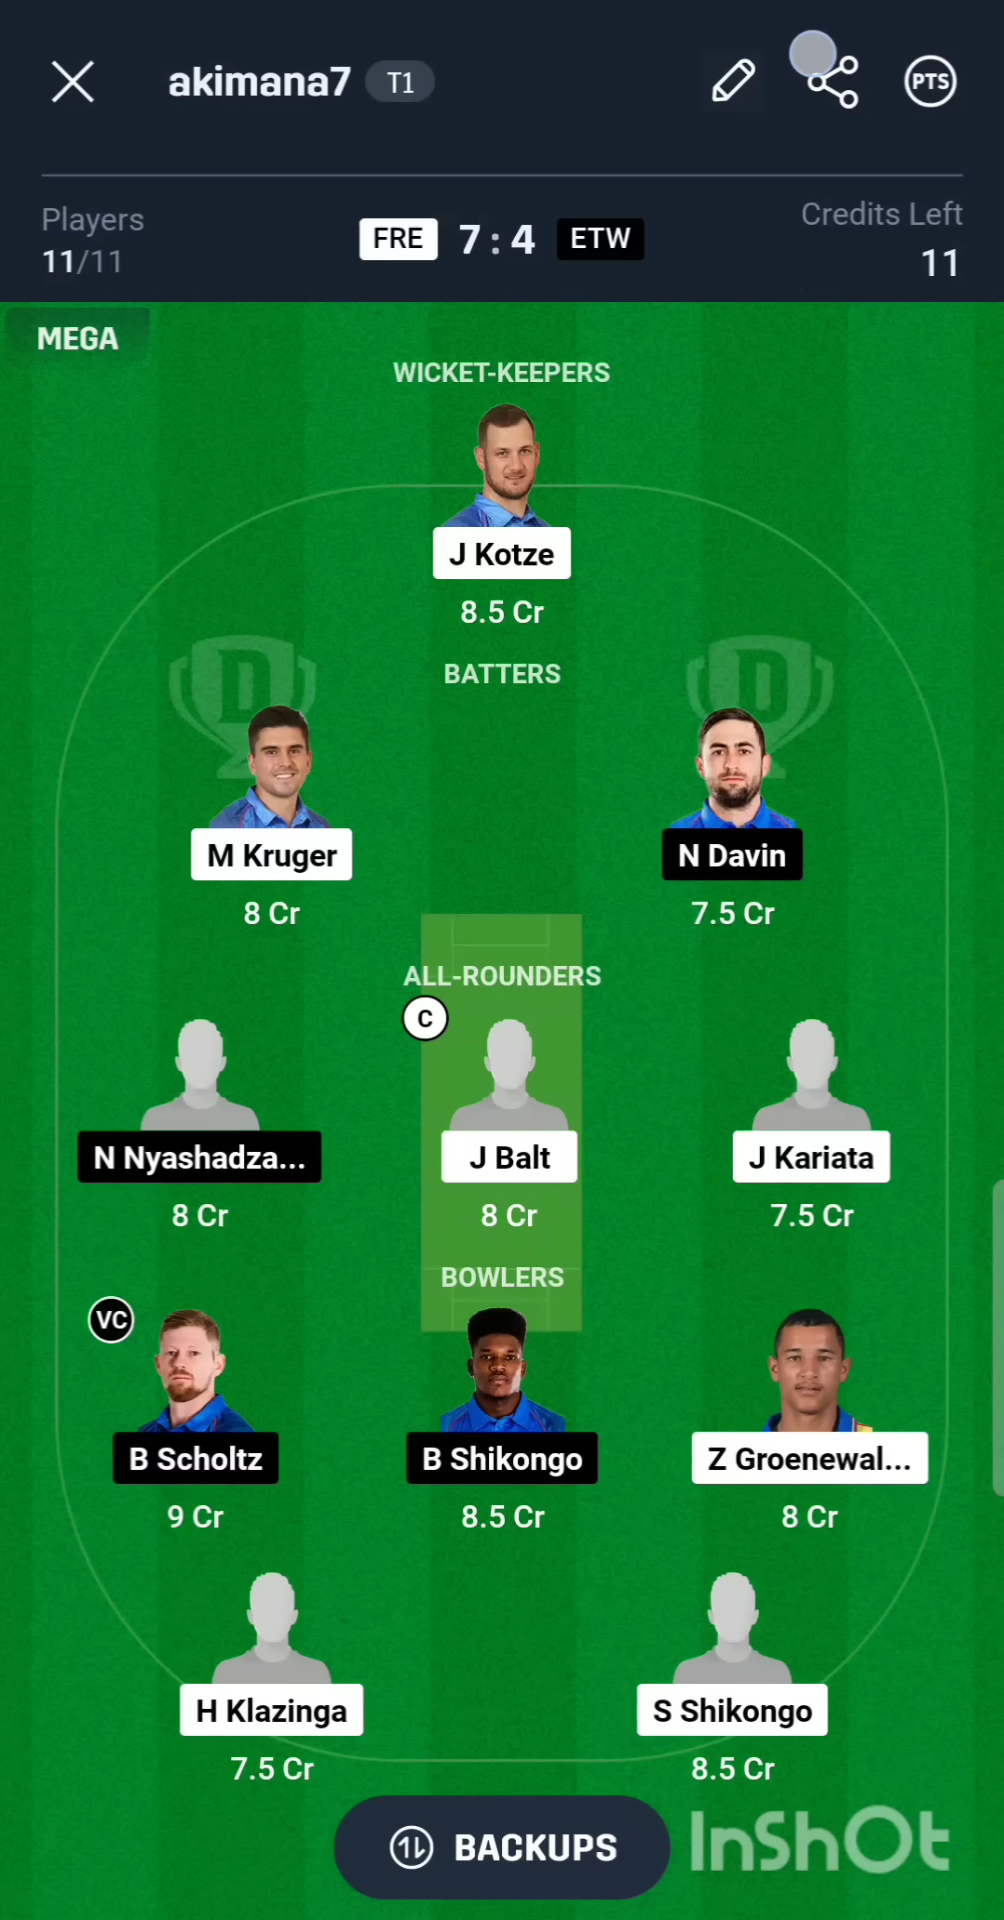 akimana7 T1
PTS
Players
Credits Left
11/11
FRE 7 : 4 ETW
11
MEGA
WICKET-KEEPERS
J Kotze
8.5 Cr
BATTERS
M Kruger
N Davin
8 Cr
7.5 Cr
ALL-ROUNDERS
C
N Nyashadza...
J Balt
J Kariata
8 Cr
8 Cr
7.5 Cr
BOWLERS
VC
B Scholtz
B Shikongo
Z Groenewal...
9 Cr
8.5 Cr
8 Cr
H Klazinga
S Shikongo
7.5 Cr
8.5 Cr
BACKUPS
InShOt